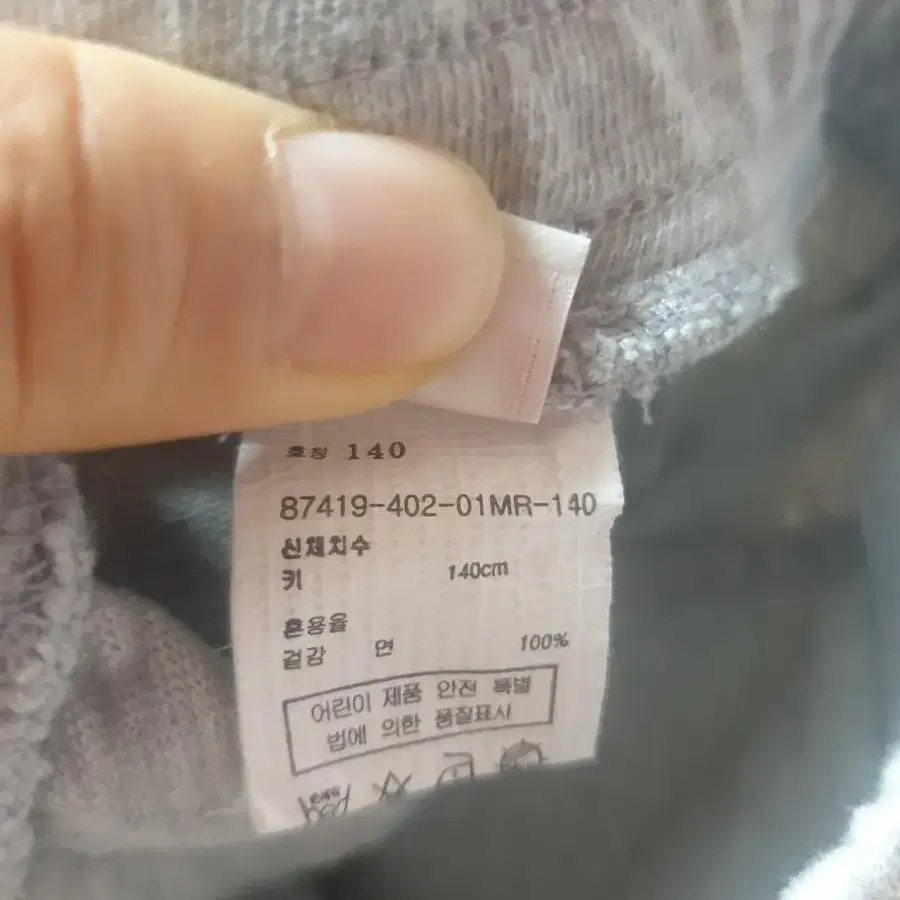 호칭 140
87419-402-01MR-140
신체치수
키 140cm
혼용율
겉감 면 100%
어린이 제품 안전 특별
법에 의한 품질표시